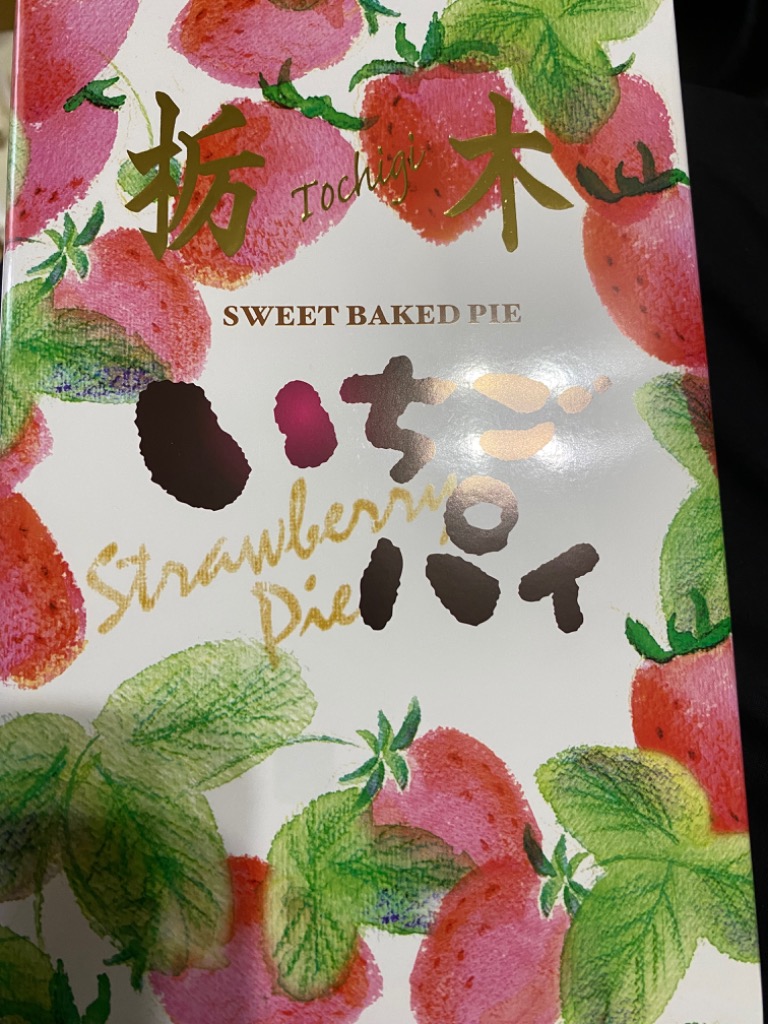 栃 Tochigi 木
SWEET BAKED PIE
いちご
Strawberry
Pie
パイ